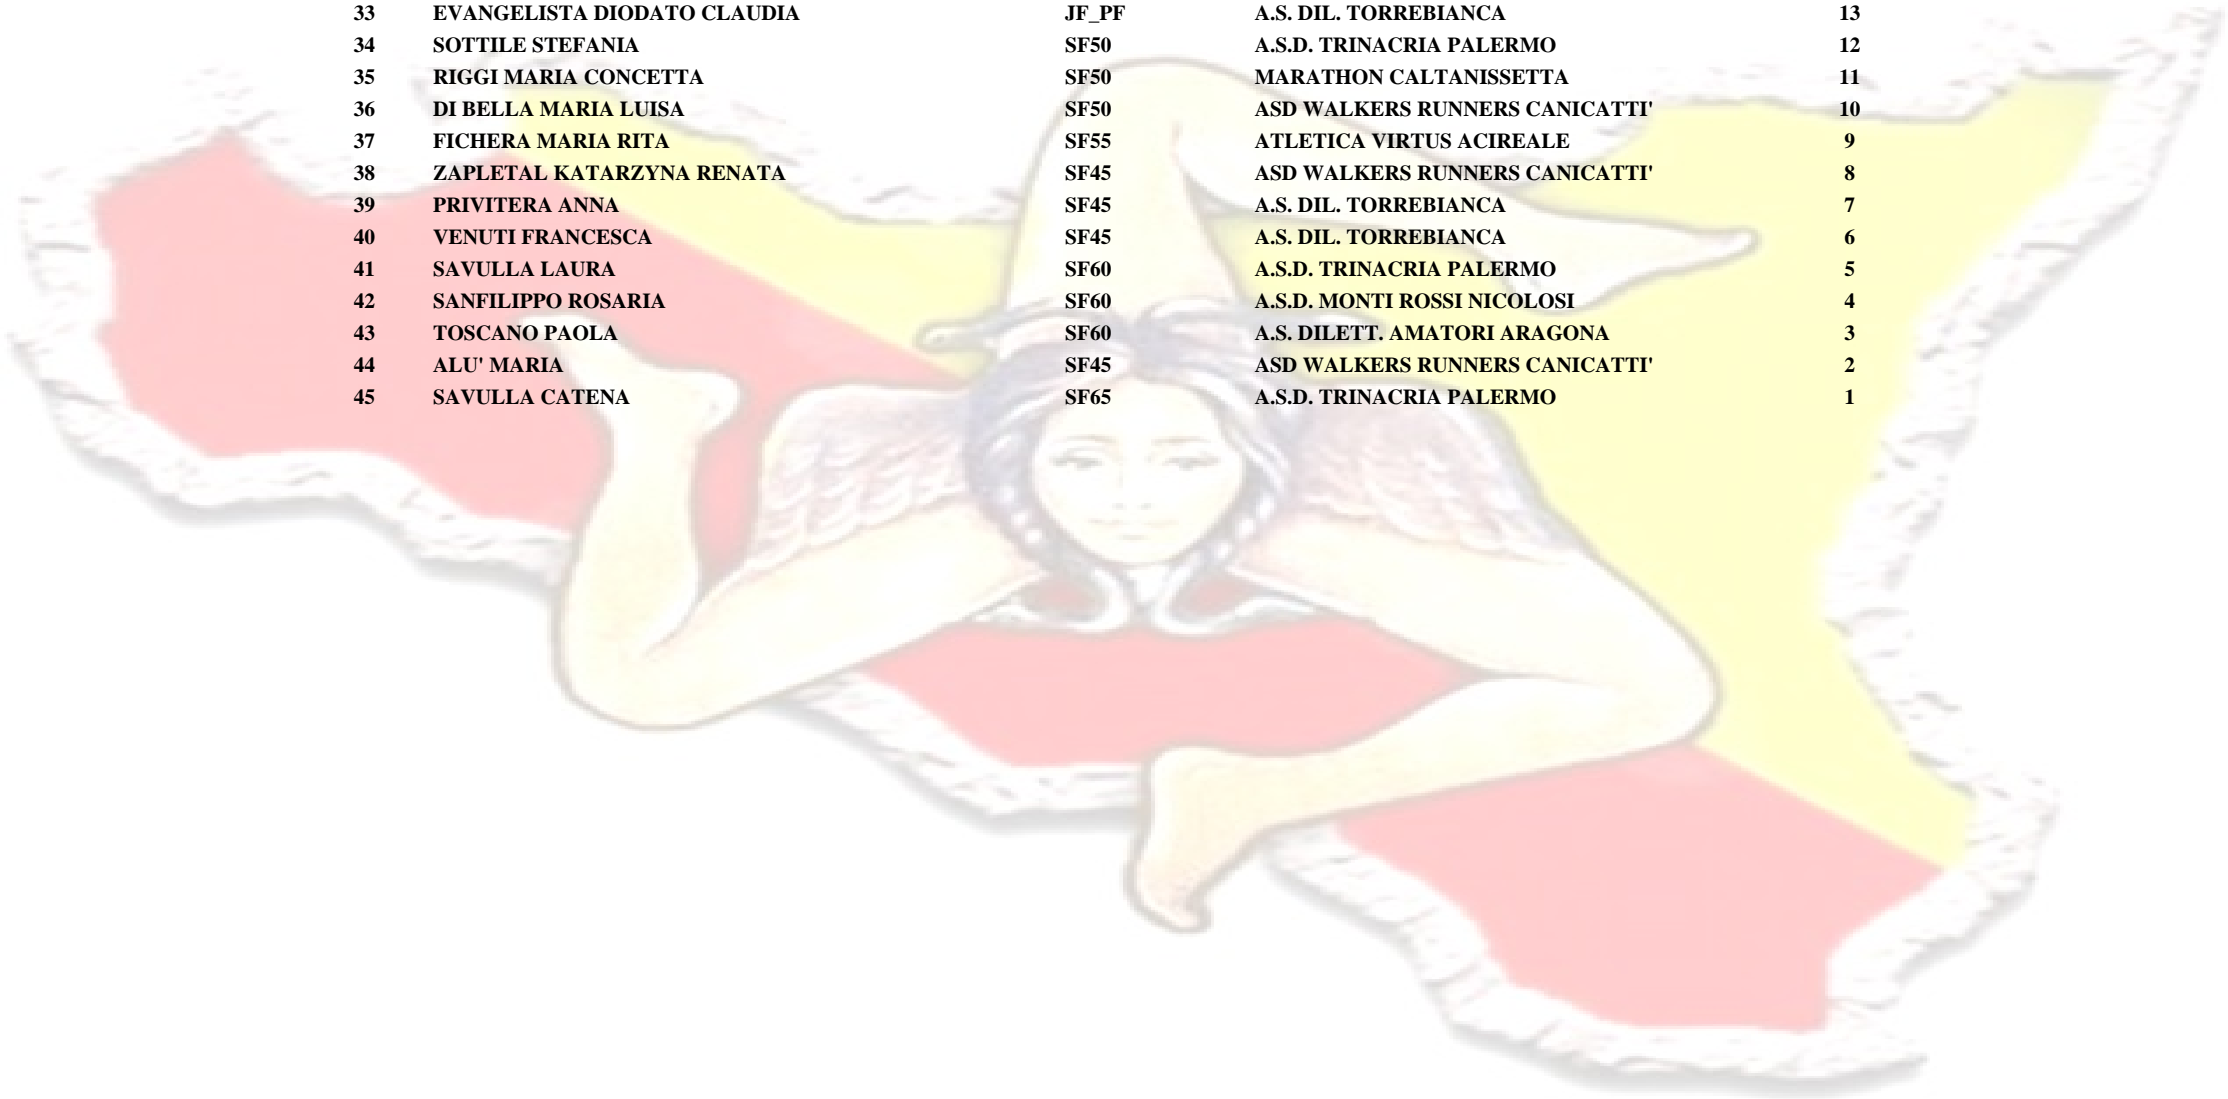 33 EVANGELISTA DIODATO CLAUDIA JF_PF A.S. DIL. TORREBIANCA 13
34 SOTTILE STEFANIA SF50 A.S.D. TRINACRIA PALERMO 12
35 RIGGI MARIA CONCETTA SF50 MARATHON CALTANISSETTA 11
36 DI BELLA MARIA LUISA SF50 ASD WALKERS RUNNERS CANICATTI' 10
37 FICHERA MARIA RITA SF55 ATLETICA VIRTUS ACIREALE 9
38 ZAPLETAL KATARZYNA RENATA SF45 ASD WALKERS RUNNERS CANICATTI' 8
39 PRIVITERA ANNA SF45 A.S. DIL. TORREBIANCA 7
40 VENUTI FRANCESCA SF45 A.S. DIL. TORREBIANCA 6
41 SAVULLA LAURA SF60 A.S.D. TRINACRIA PALERMO 5
42 SANFILIPPO ROSARIA SF60 A.S.D. MONTI ROSSI NICOLOSI 4
43 TOSCANO PAOLA SF60 A.S. DILETT. AMATORI ARAGONA 3
44 ALU' MARIA SF45 ASD WALKERS RUNNERS CANICATTI' 2
45 SAVULLA CATENA SF65 A.S.D. TRINACRIA PALERMO 1